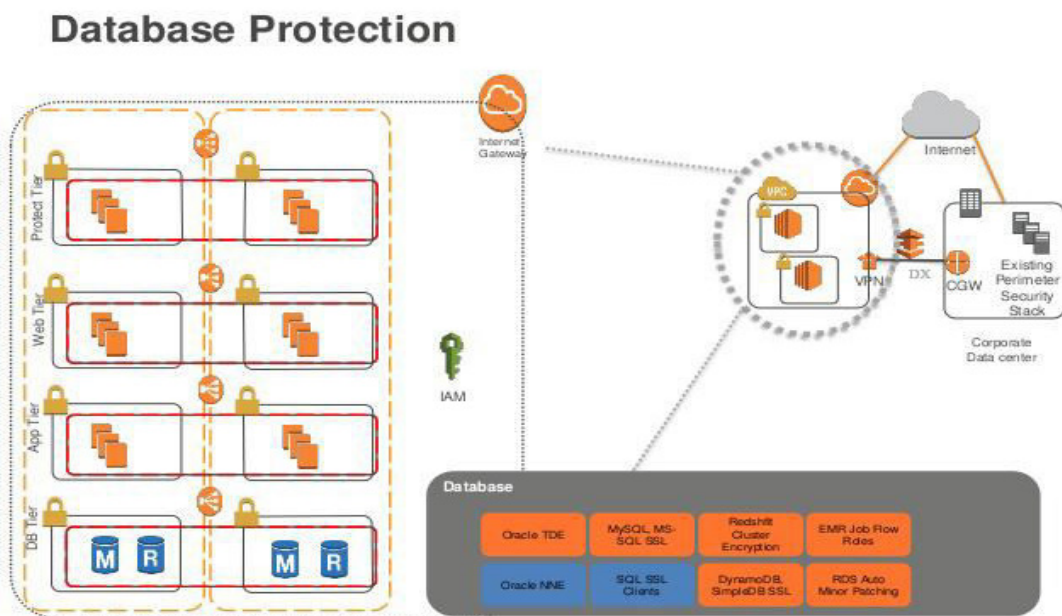 Database Protection
Internet
Gateway
Internet
VPC
Protect Tier
VPN
DX
CGW
Existing
Perimeter
Security
Stack
Corporate
Data center
Web Tier
IAM
App Tier
DB Tier
M
R
M
R
Database
Oracle TDE
MySQL, MS-
SQL SSL
Redshfit
Cluster
Encryption
EMR Job Flow
Roles
Oracle NNE
SQL SSL
Clients
DynamoDB,
SimpleDB SSL
RDS Auto
Minor Patching